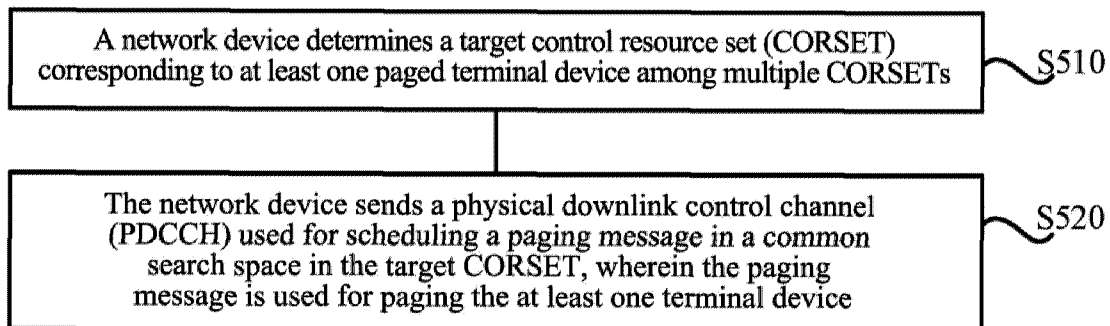 A network device determines a target control resource set (CORSET)
corresponding to at least one paged terminal device among multiple CORSETs
S510
The network device sends a physical downlink control channel
(PDCCH) used for scheduling a paging message in a common
search space in the target CORSET, wherein the paging
message is used for paging the at least one terminal device
S520